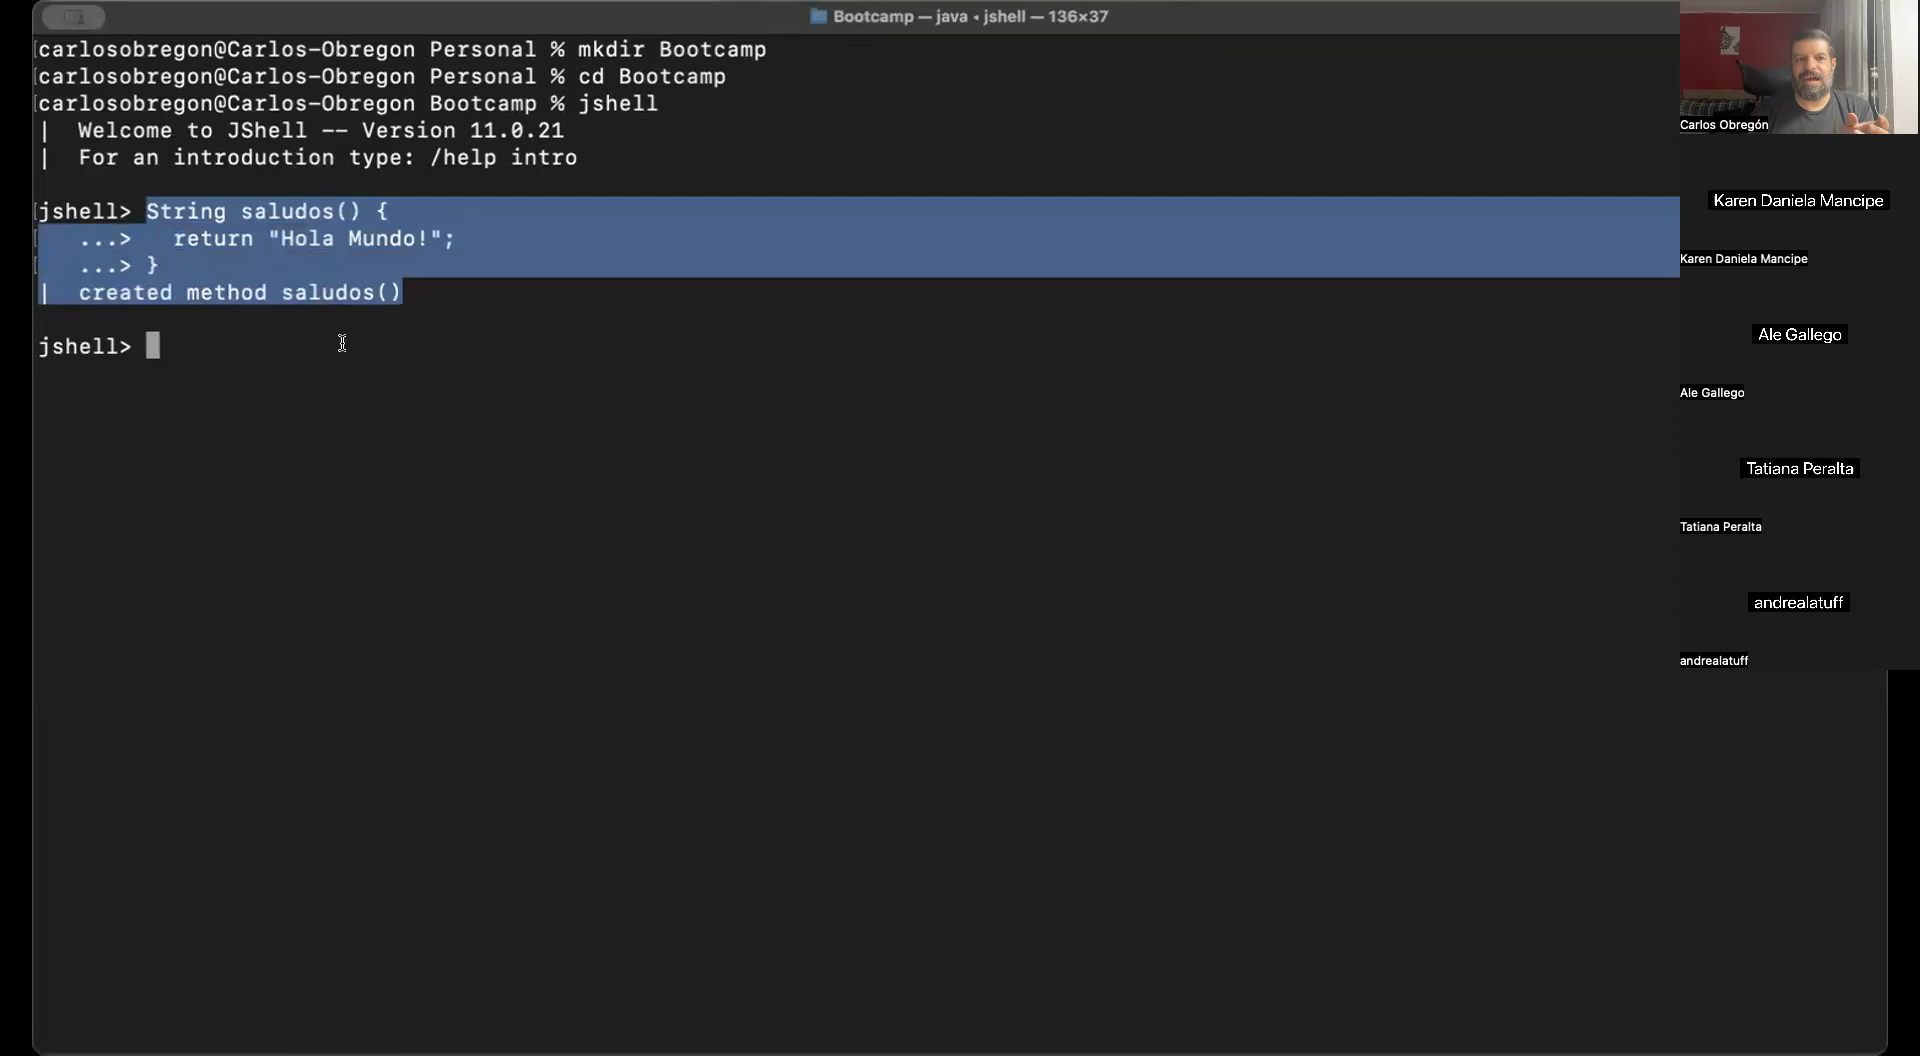 Bootcamp — java ◂ jshell — 136×37
carlosobregon@Carlos-Obregon Personal % mkdir Bootcamp
carlosobregon@Carlos-Obregon Personal % cd Bootcamp
carlosobregon@Carlos-Obregon Bootcamp % jshell
|  Welcome to JShell -- Version 11.0.21
|  For an introduction type: /help intro
jshell> String saludos() {
   ...>   return "Hola Mundo!";
   ...> }
|  created method saludos()
jshell>
Carlos Obregón
Karen Daniela Mancipe
Karen Daniela Mancipe
Ale Gallego
Ale Gallego
Tatiana Peralta
Tatiana Peralta
andrealatuff
andrealatuff